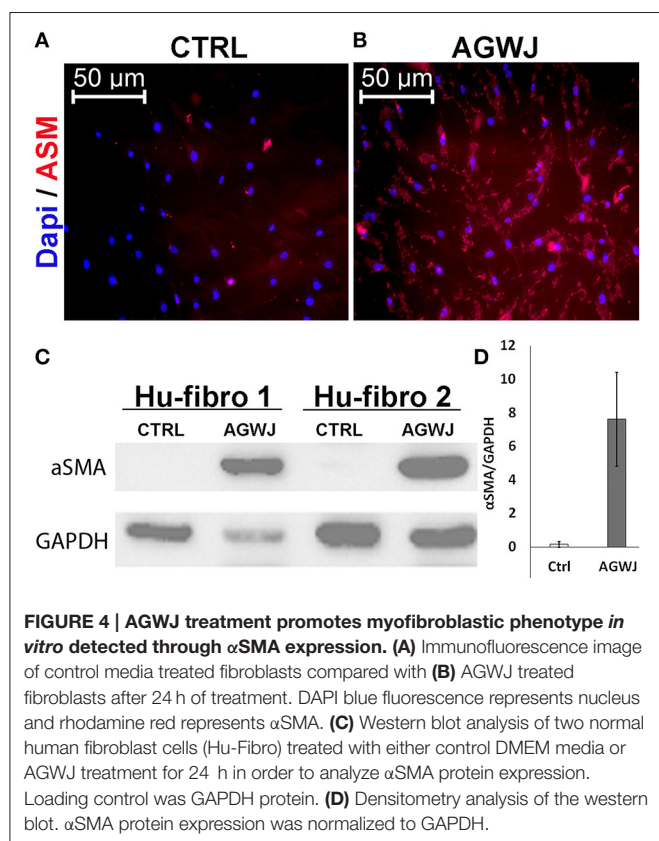 A CTRL B AGWJ
50 µm 50 µm
Dapi / ASM
C D
Hu-fibro 1 Hu-fibro 2
CTRL AGWJ CTRL AGWJ
aSMA
GAPDH
αSMA/GAPDH
12
10
8
6
4
2
0
Ctrl AGWJ
FIGURE 4 | AGWJ treatment promotes myofibroblastic phenotype in
vitro detected through αSMA expression. (A) Immunofluorescence image
of control media treated fibroblasts compared with (B) AGWJ treated
fibroblasts after 24 h of treatment. DAPI blue fluorescence represents nucleus
and rhodamine red represents αSMA. (C) Western blot analysis of two normal
human fibroblast cells (Hu-Fibro) treated with either control DMEM media or
AGWJ treatment for 24 h in order to analyze αSMA protein expression.
Loading control was GAPDH protein. (D) Densitometry analysis of the western
blot. αSMA protein expression was normalized to GAPDH.